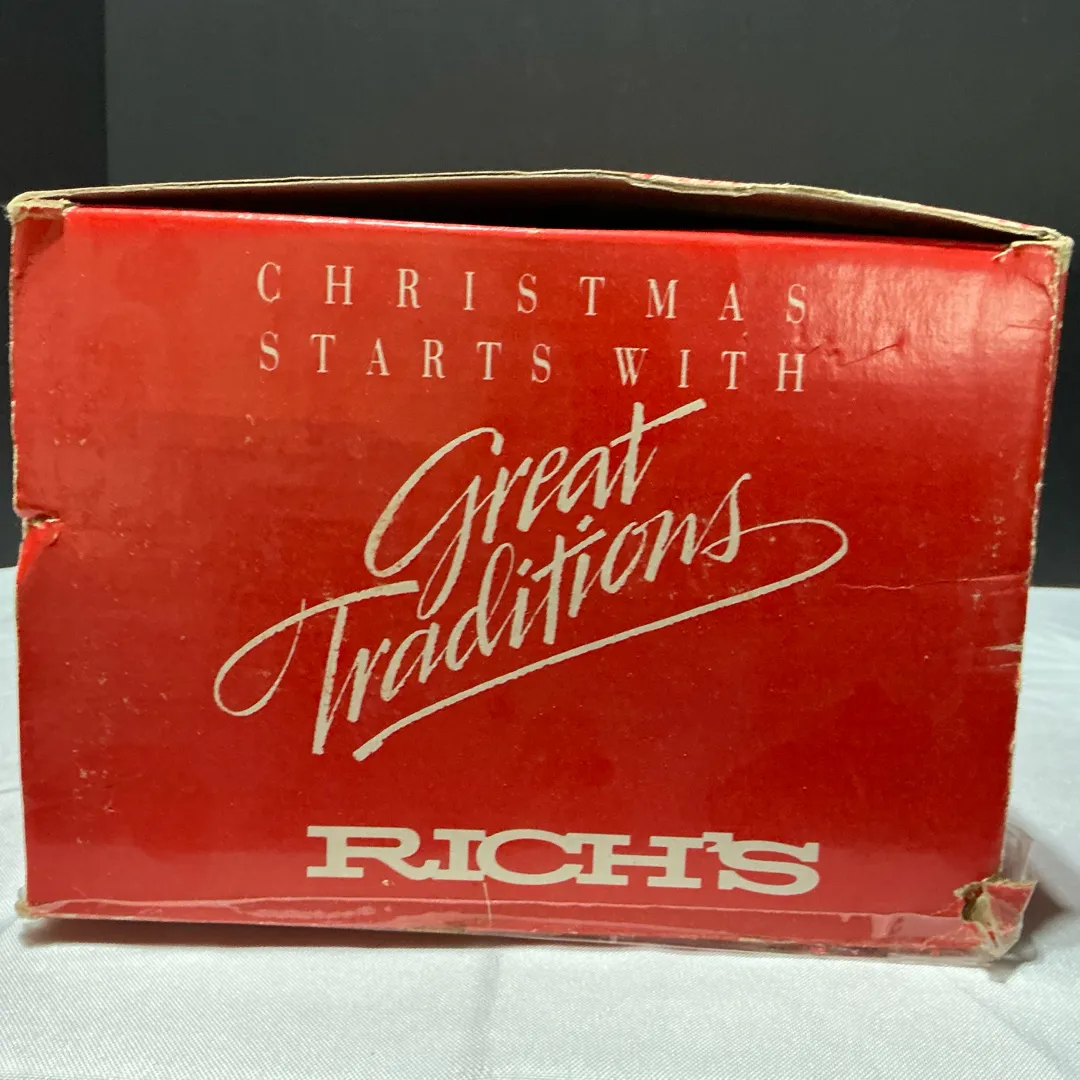 CHRISTMAS
STARTS WITH
Great
Traditions
RICH'S